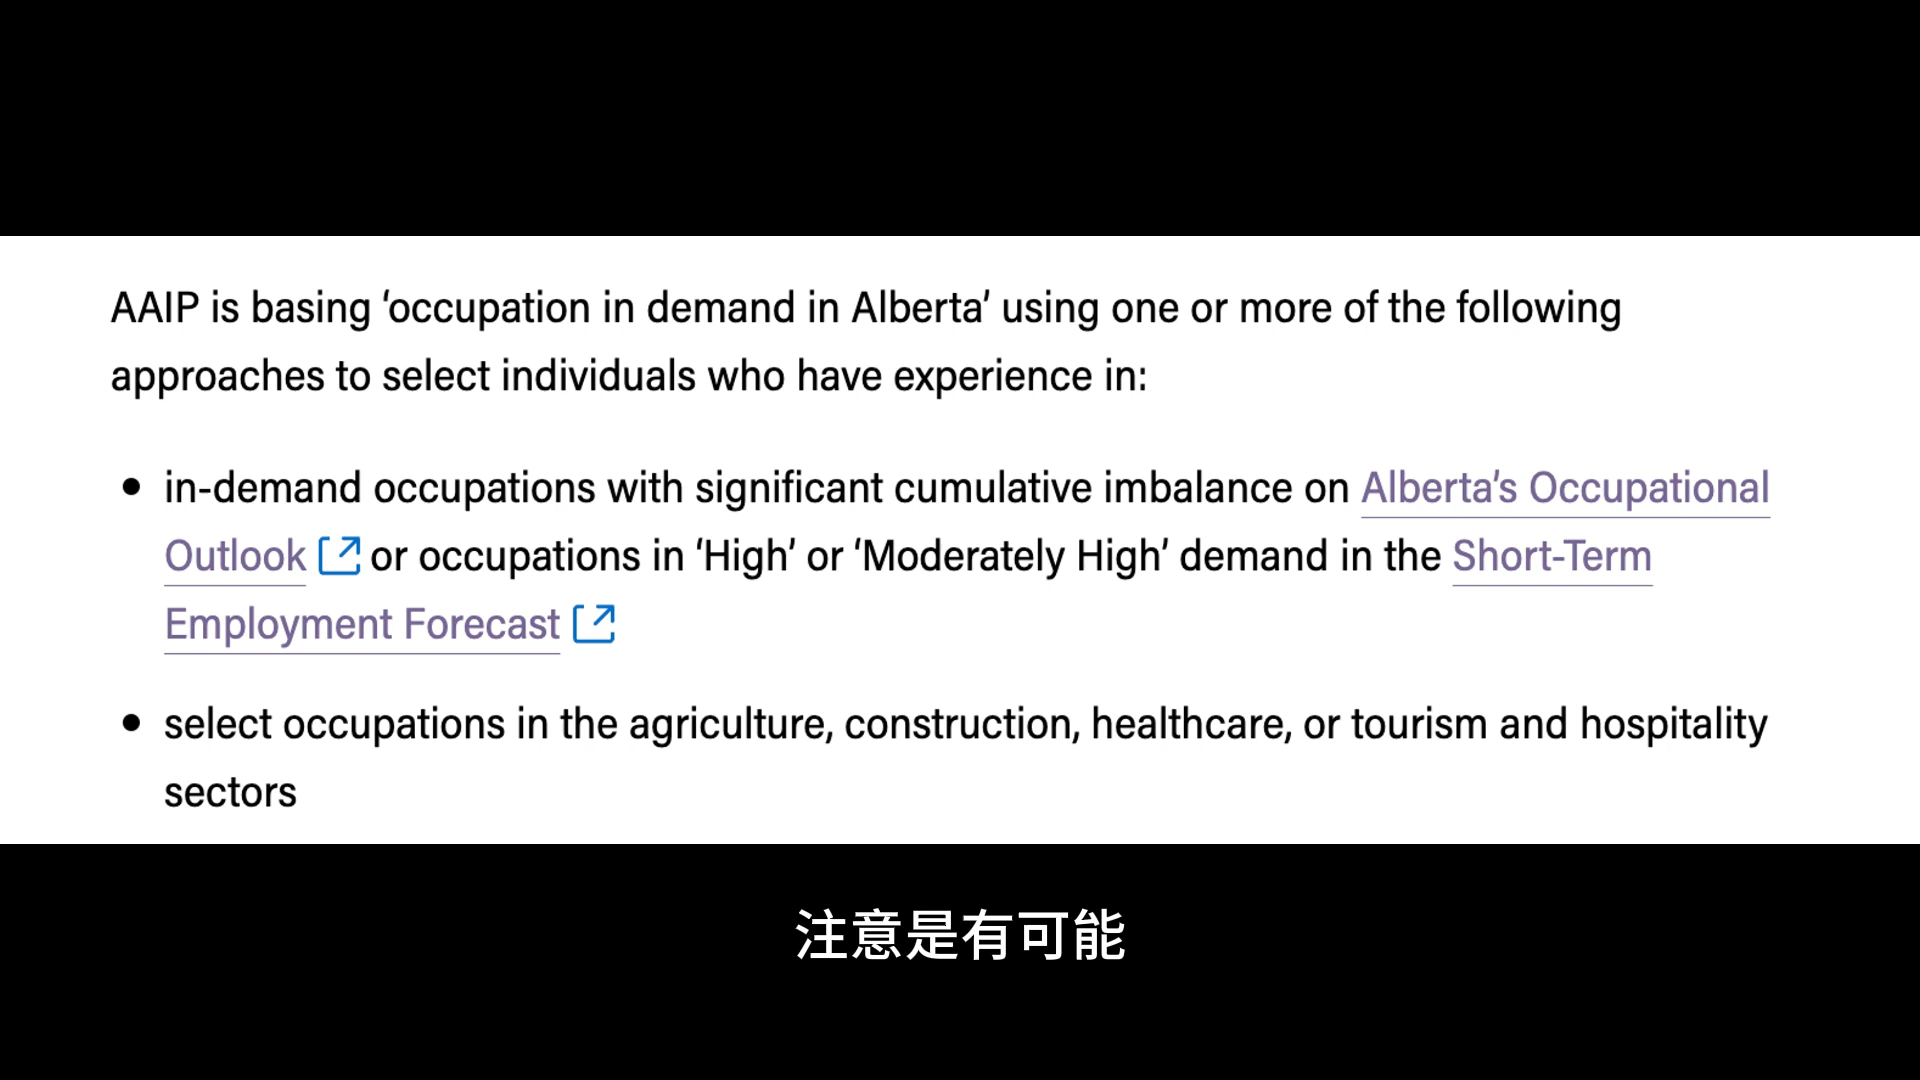 AAIP is basing ‘occupation in demand in Alberta’ using one or more of the following
approaches to select individuals who have experience in:
• in-demand occupations with significant cumulative imbalance on Alberta’s Occupational
Outlook or occupations in ‘High’ or ‘Moderately High’ demand in the Short-Term
Employment Forecast
• select occupations in the agriculture, construction, healthcare, or tourism and hospitality
sectors
注意是有可能